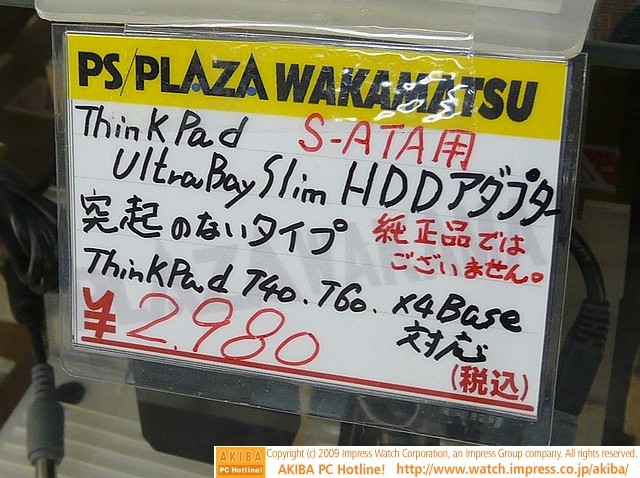 PS/PLAZA WAKAMATSU
ThinkPad S-ATA用
UltraBay Slim HDDアダプター
突起のないタイプ 純正品では
ございません。
ThinkPad T40. T60. X4Base
対応
¥2.980
(税込)
AKIBA PC Hotline!
Copyright (c) 2009 Impress Watch Corporation, an Impress Group company. All rights reserved.
AKIBA PC Hotline! http://www.watch.impress.co.jp/akiba/